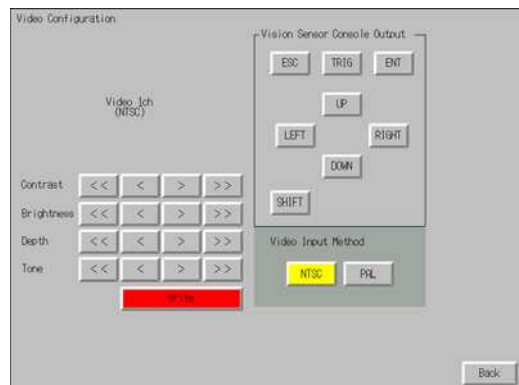 Video Configuration
Vision Sensor Console Output
ESC TRIG ENT
Video 1ch
(NTSC)
UP
LEFT RIGHT
DOWN
SHIFT
Contrast << < > >>
Brightness << < > >>
Depth << < > >>
Tone << < > >>
Write
Video Input Method
NTSC PAL
Back